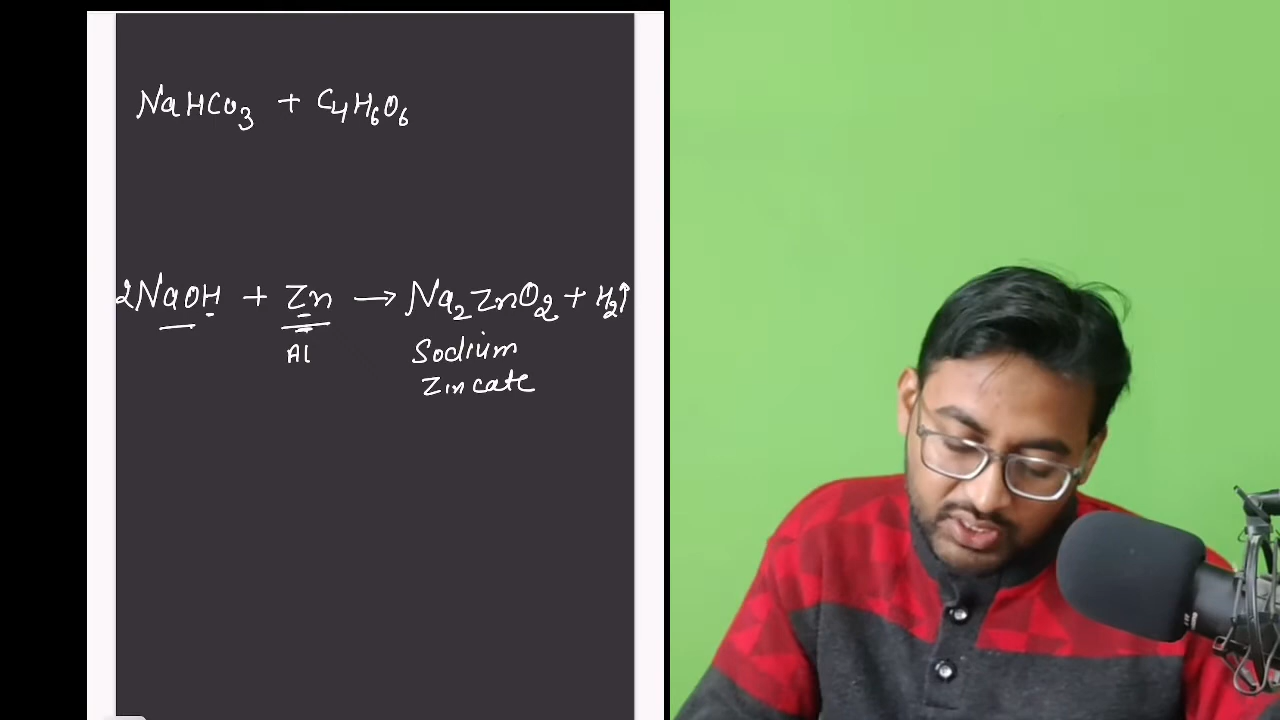 NaHCO₃ + C₄H₆O₆
2NaOH + Zn → Na₂ZnO₂ + H₂↑
Al
Sodium
Zincate